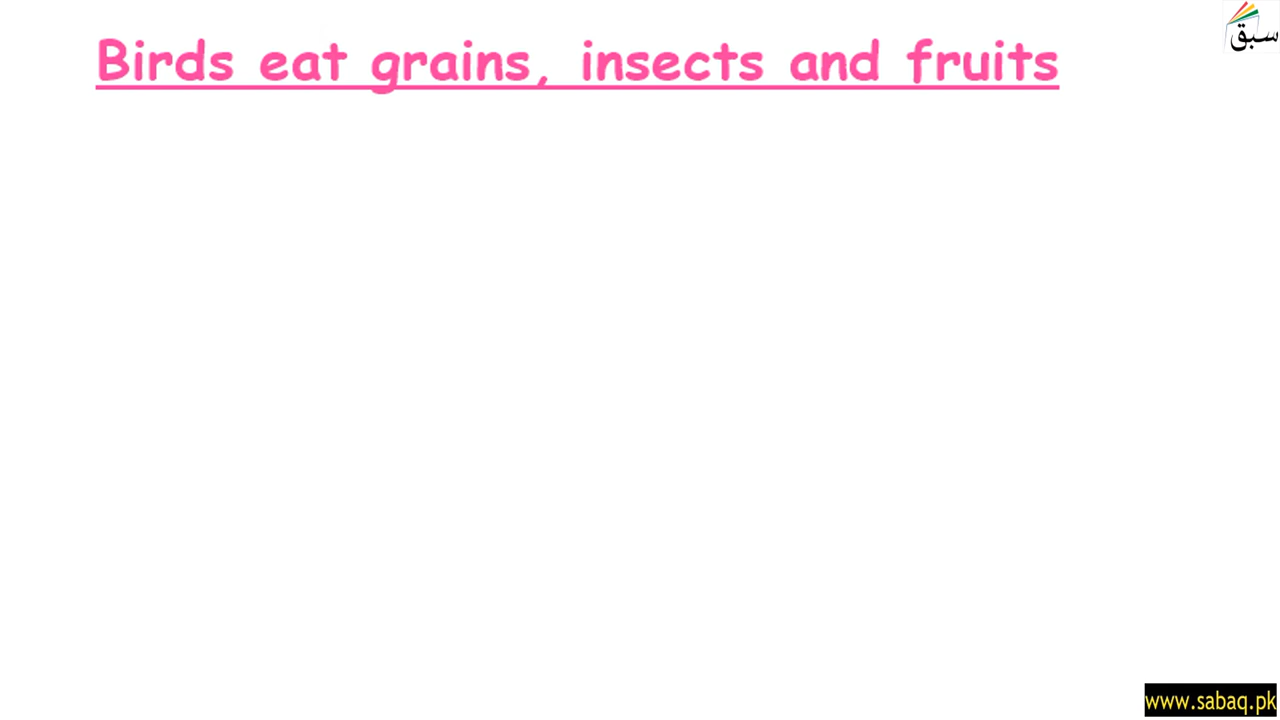 Birds eat grains, insects and fruits
سبق
www.sabaq.pk